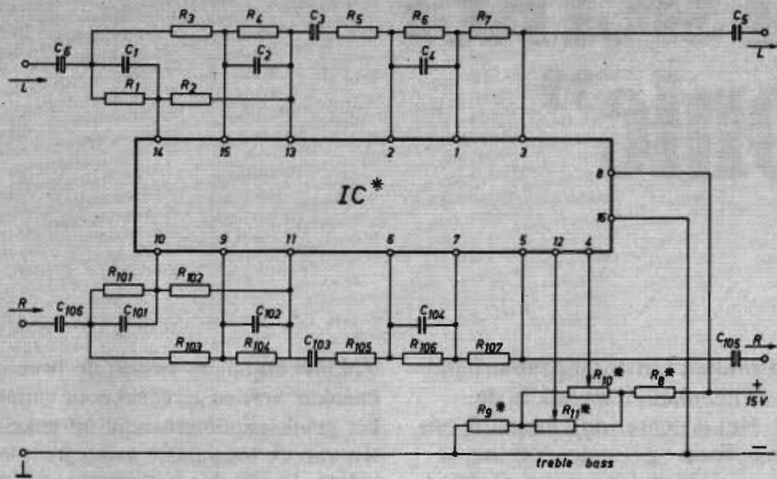 R3 R4 C3 R5 R6 R7 C5
C6 C1 C2 C4
L R1 R2 L
14 15 13 2 1 3
8
IC* 16
10 9 11 6 7 5 12 4
R R101 R102
C106 C101 C102 C104 C105 R
R103 R104 C103 R105 R106 R107
R10* R8* +
15V
R9* R11*
treble bass −